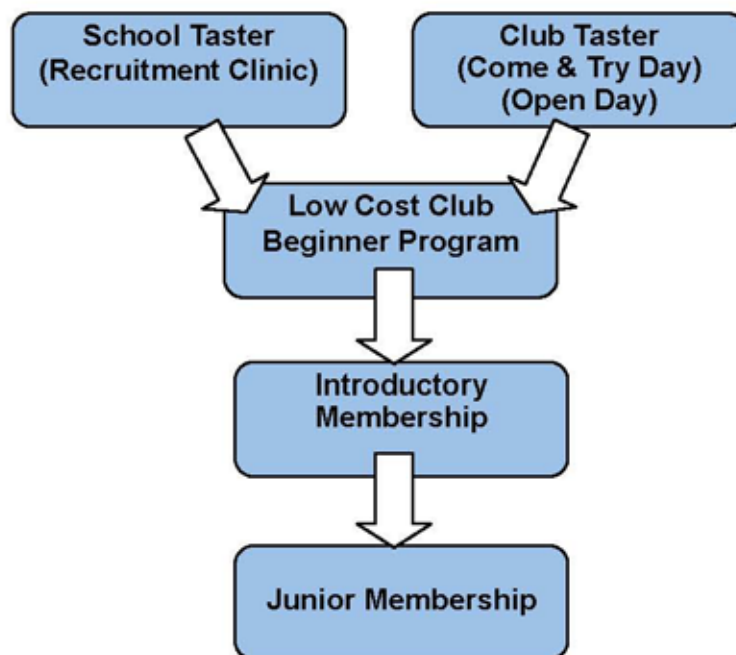 School Taster
(Recruitment Clinic)
Club Taster
(Come & Try Day)
(Open Day)
Low Cost Club
Beginner Program
Introductory
Membership
Junior Membership